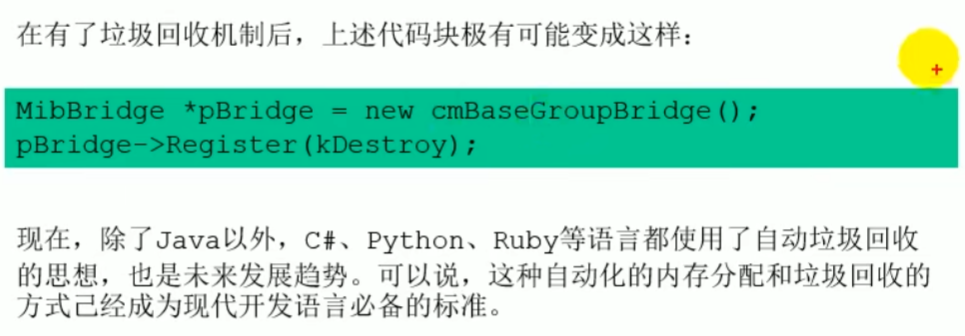 在有了垃圾回收机制后，上述代码块极有可能变成这样：
MibBridge *pBridge = new cmBaseGroupBridge();
pBridge->Register(kDestroy);
现在，除了Java以外，C#、Python、Ruby等语言都使用了自动垃圾回收
的思想，也是未来发展趋势。可以说，这种自动化的内存分配和垃圾回收的
方式己经成为现代开发语言必备的标准。